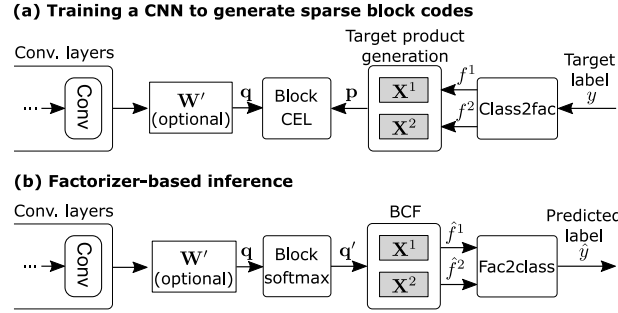 (a) Training a CNN to generate sparse block codes
Conv. layers
... Conv
W′
(optional)
q
Block
CEL
p
Target product
generation
X¹
X²
f¹
f²
Class2fac
Target
label
y
(b) Factorizer-based inference
Conv. layers
... Conv
W′
(optional)
q
Block
softmax
q′
BCF
X¹
X²
f̂¹
f̂²
Fac2class
Predicted
label
ŷ